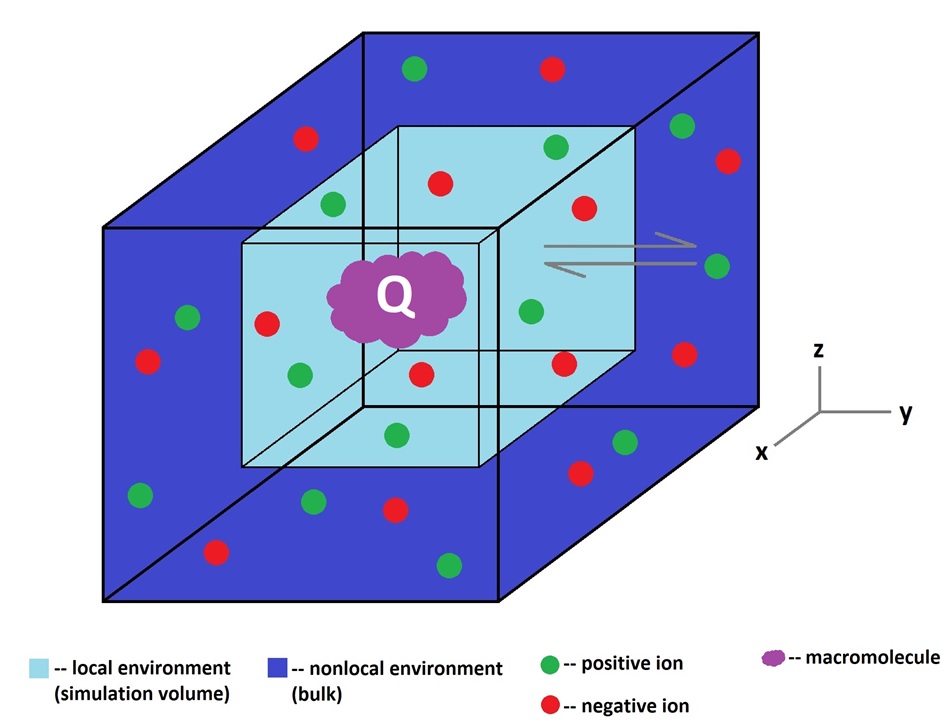 Q
z
y
x
-- local environment
(simulation volume)
-- nonlocal environment
(bulk)
-- positive ion
-- negative ion
-- macromolecule